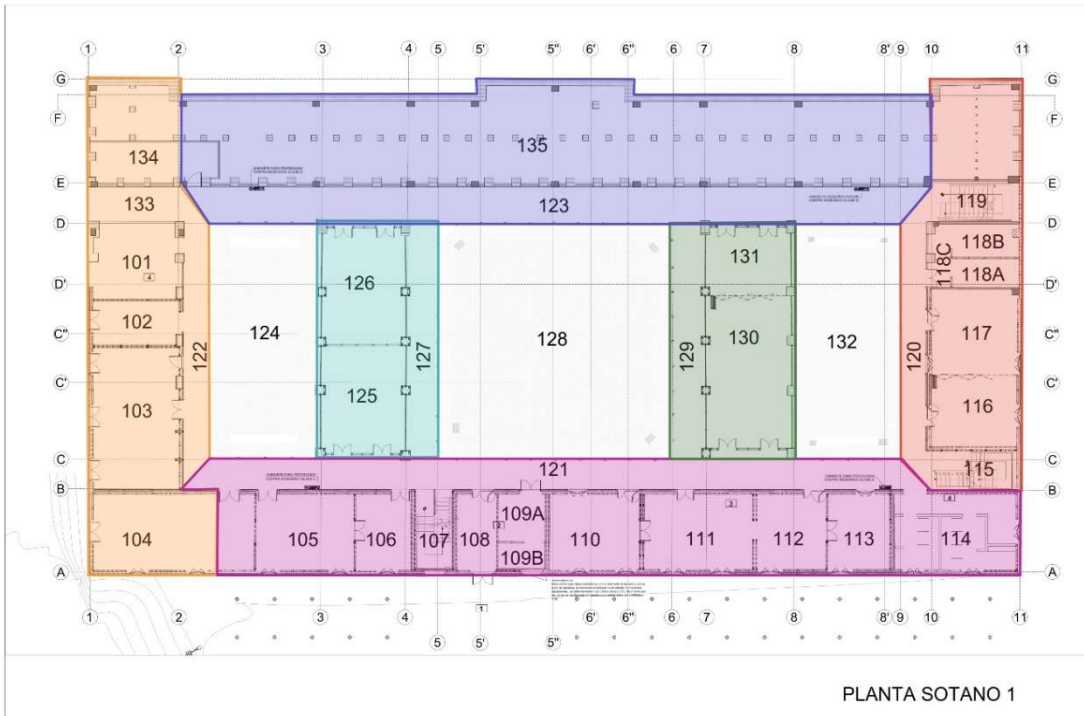 1 2 3 4 5 5' 5" 6' 6" 6 7 8 8' 9 10 11
G G
F F
135
134
E E
133 123 119
D D
101 126 131 118C 118B
118A
D' D'
102 117
C" 122 124 127 128 129 130 132 120 C"
C' C'
103 125 116
C C
121 115
B B
109A
104 105 106 107 108 110 111 112 113 114
109B
A A
1 2 3 4 5 5' 5" 6' 6" 6 7 8 8' 9 10 11
PLANTA SOTANO 1